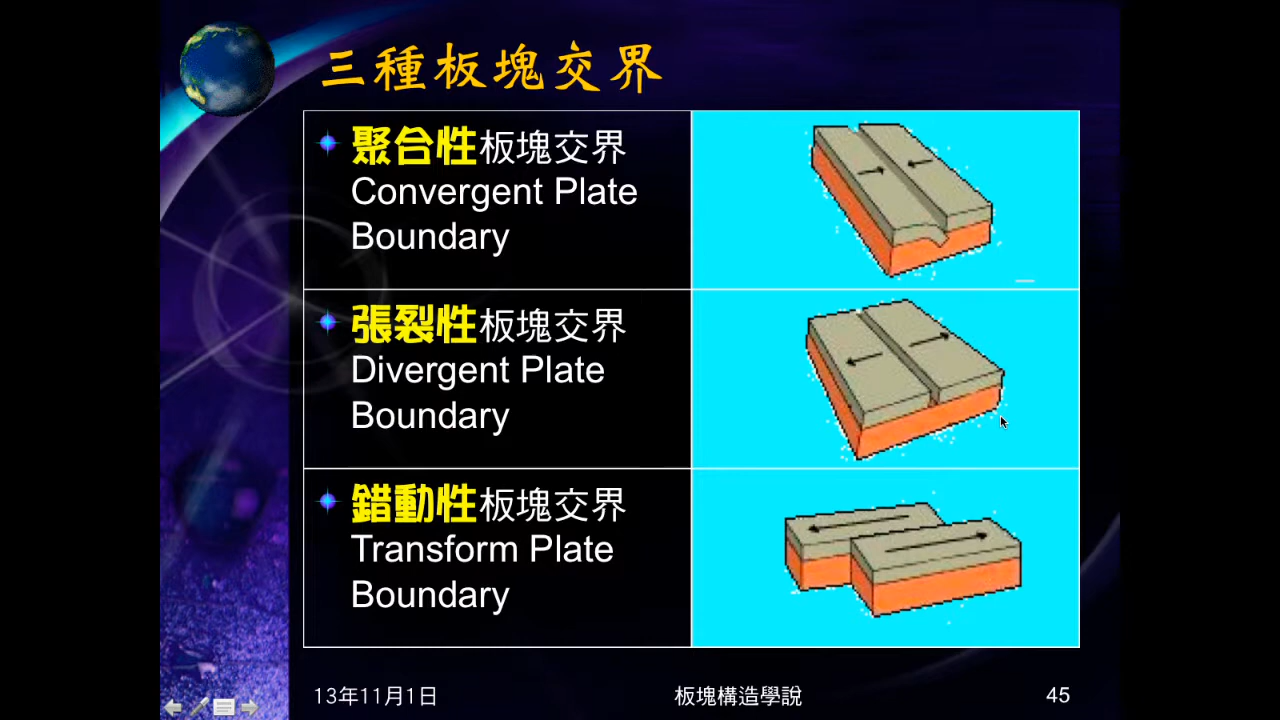 三種板塊交界
聚合性板塊交界
Convergent Plate
Boundary
張裂性板塊交界
Divergent Plate
Boundary
錯動性板塊交界
Transform Plate
Boundary
13年11月1日
板塊構造學說
45